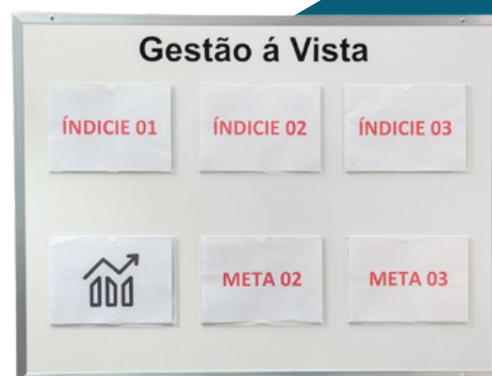 Gestão á Vista
ÍNDICIE 01
ÍNDICIE 02
ÍNDICIE 03
META 02
META 03